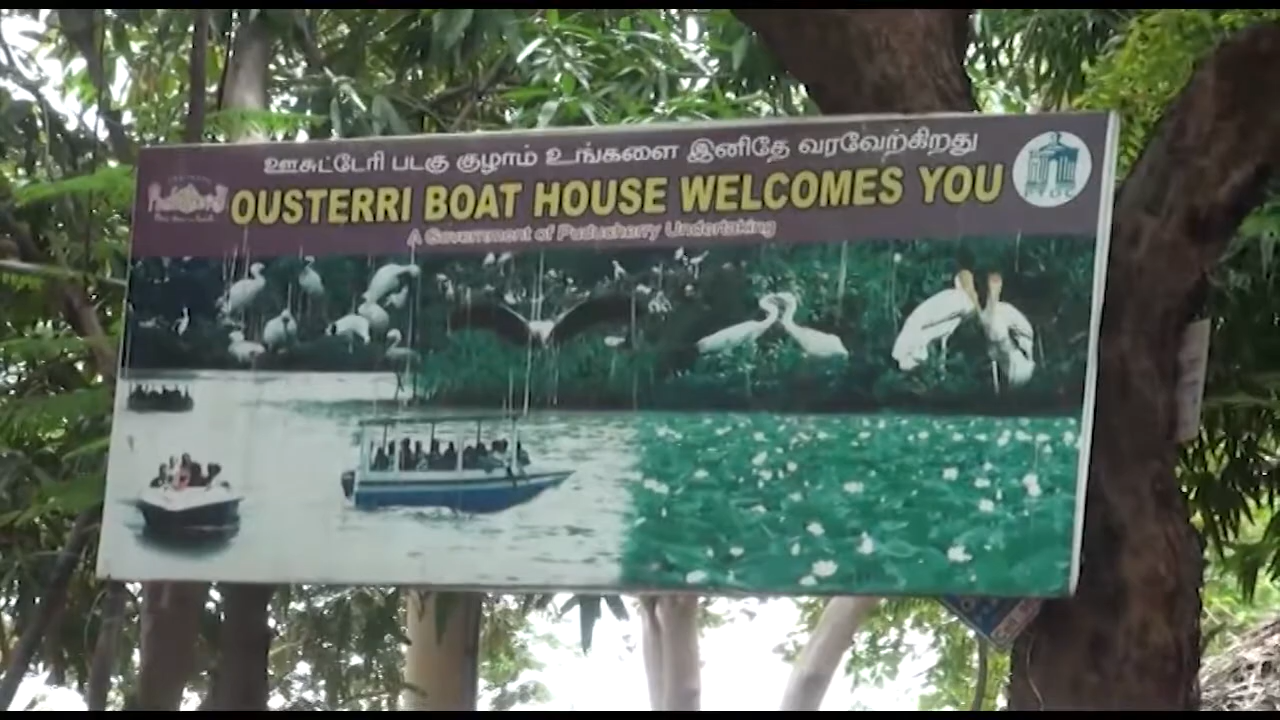 ஊசுட்டேரி படகு குழாம் உங்களை இனிதே வரவேற்கிறது
OUSTERRI BOAT HOUSE WELCOMES YOU
A Government of Puducherry Undertaking